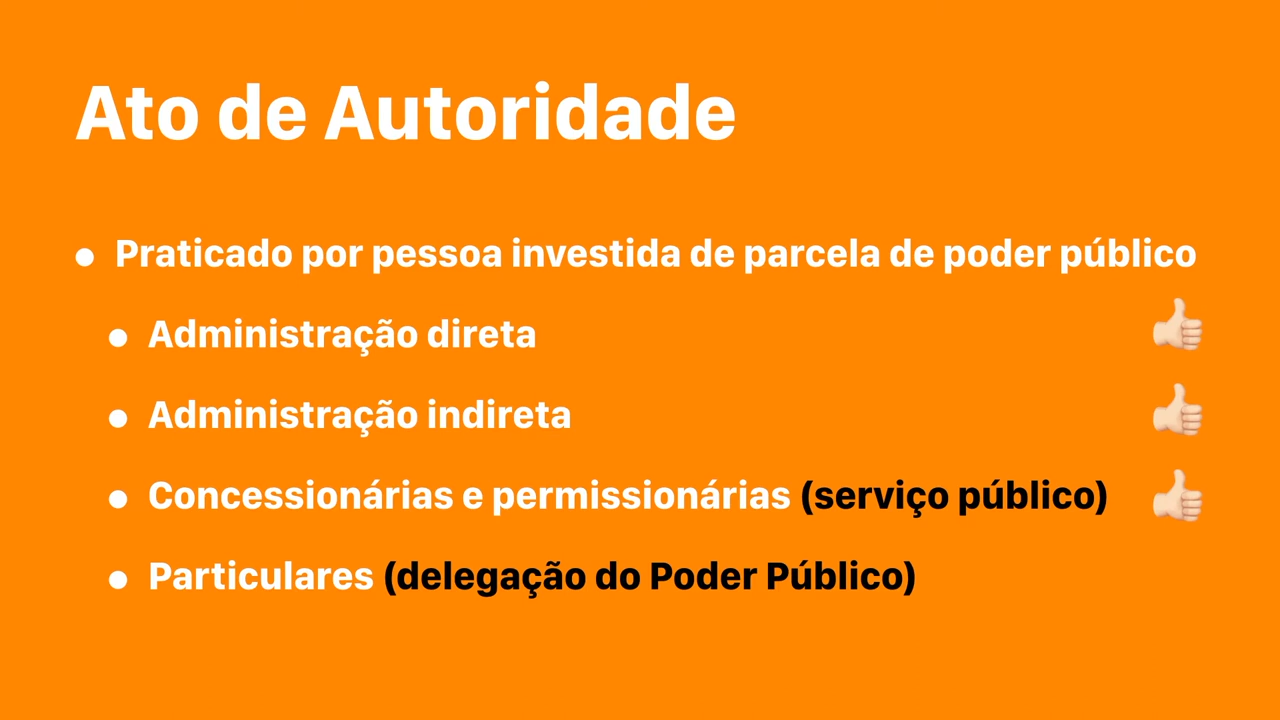 Ato de Autoridade
• Praticado por pessoa investida de parcela de poder público
• Administração direta
• Administração indireta
• Concessionárias e permissionárias (serviço público)
• Particulares (delegação do Poder Público)